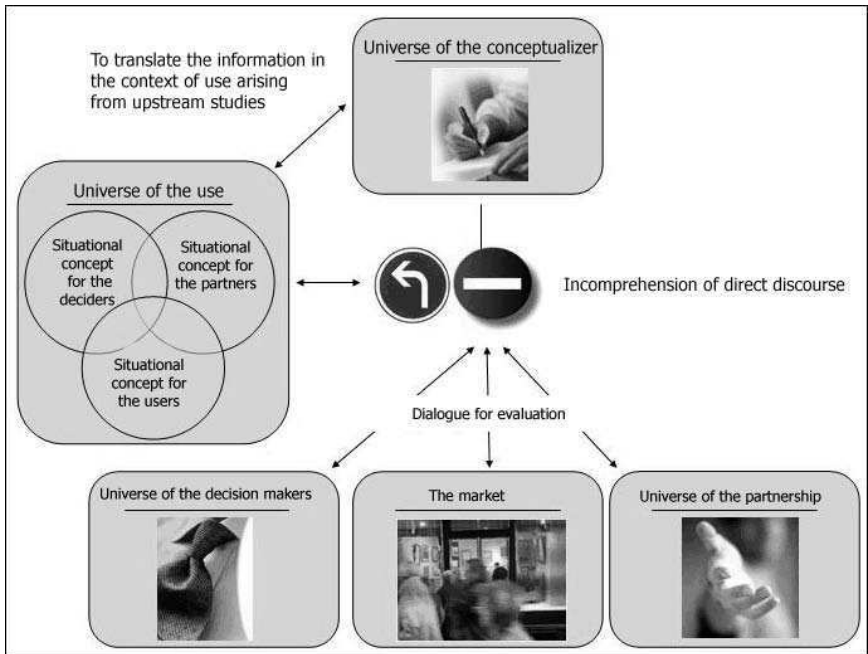 To translate the information in
the context of use arising
from upstream studies
Universe of the conceptualizer
Universe of the use
Situational
concept
for the
deciders
Situational
concept for
the partners
Situational
concept for
the users
Incomprehension of direct discourse
Dialogue for evaluation
Universe of the decision makers
The market
Universe of the partnership